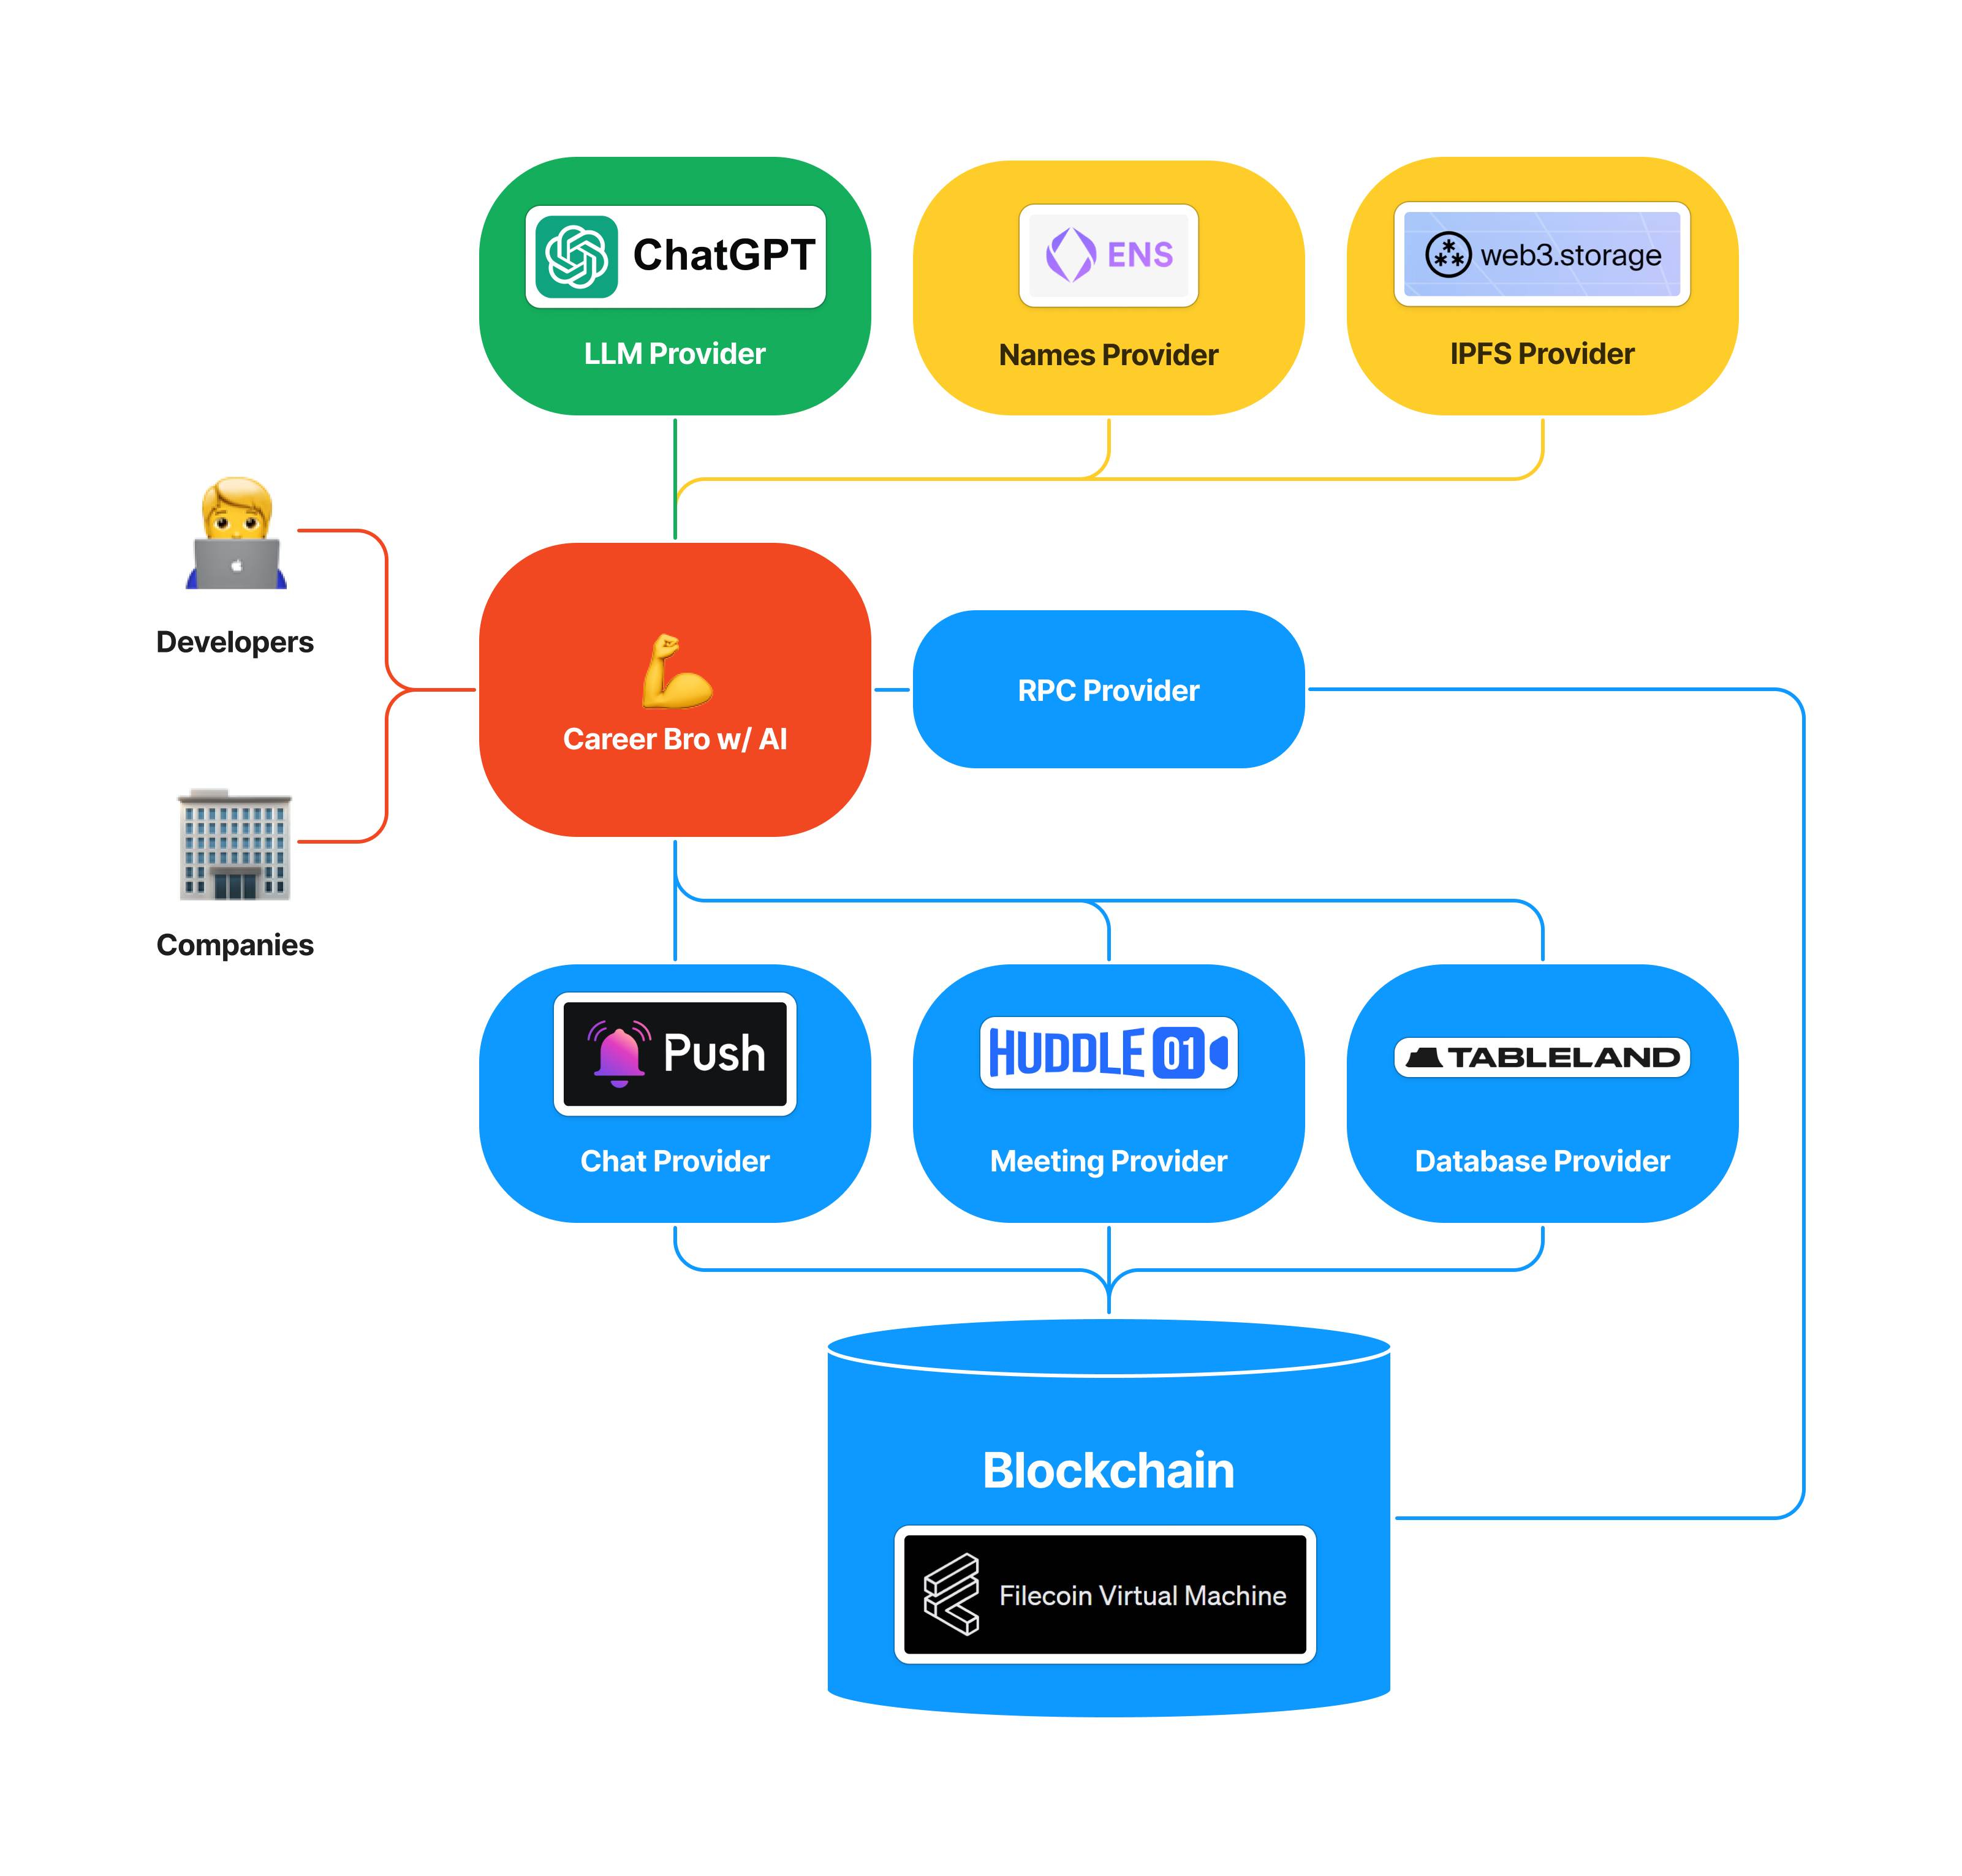 ChatGPT
LLM Provider
ENS
Names Provider
web3.storage
IPFS Provider
Developers
Companies
Career Bro w/ AI
RPC Provider
Push
Chat Provider
HUDDLE 01
Meeting Provider
TABLELAND
Database Provider
Blockchain
Filecoin Virtual Machine